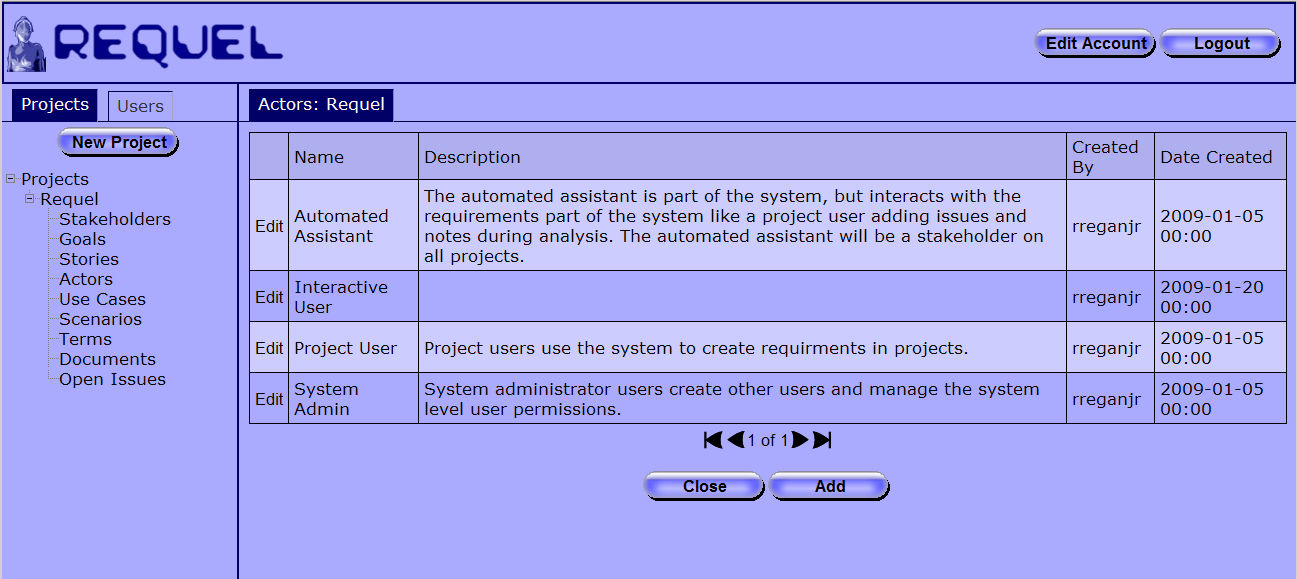 REQUEL
Edit Account
Logout
Projects
Users
New Project
Projects
Requel
Stakeholders
Goals
Stories
Actors
Use Cases
Scenarios
Terms
Documents
Open Issues
Actors: Requel
Name
Description
Created
By
Date Created
Edit
Automated
Assistant
The automated assistant is part of the system, but interacts with the
requirements part of the system like a project user adding issues and
notes during analysis. The automated assistant will be a stakeholder on
all projects.
rreganjr
2009-01-05
00:00
Edit
Interactive
User
rreganjr
2009-01-20
00:00
Edit
Project User
Project users use the system to create requirments in projects.
rreganjr
2009-01-05
00:00
Edit
System
Admin
System administrator users create other users and manage the system
level user permissions.
rreganjr
2009-01-05
00:00
1 of 1
Close
Add